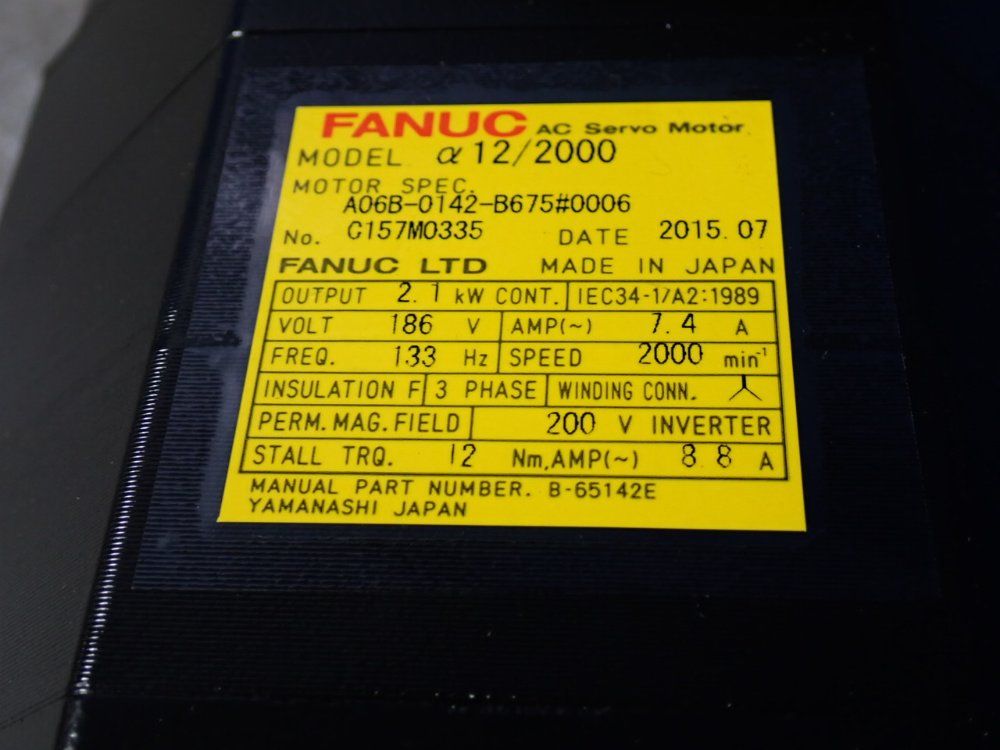 FANUC AC Servo Motor
MODEL α 12/2000
MOTOR SPEC.
A06B-0142-B675#0006
No. C157M0335 DATE 2015.07
FANUC LTD MADE IN JAPAN
OUTPUT 2.1 kW CONT. IEC34-1/A2:1989
VOLT 186 V AMP(~) 7.4 A
FREQ. 133 Hz SPEED 2000 min⁻¹
INSULATION F 3 PHASE WINDING CONN.
PERM. MAG. FIELD 200 V INVERTER
STALL TRQ. 12 Nm,AMP(~) 8.8 A
MANUAL PART NUMBER. B-65142E
YAMANASHI JAPAN